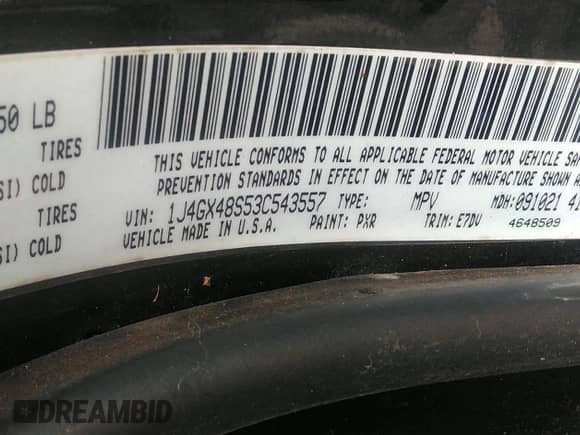 50 LB
TIRES
SI) COLD
TIRES
SI) COLD
THIS VEHICLE CONFORMS TO ALL APPLICABLE FEDERAL MOTOR VEHICLE SA
PREVENTION STANDARDS IN EFFECT ON THE DATE OF MANUFACTURE SHOWN A
VIN: 1J4GX48S53C543557 TYPE: MPV MDH: 091021 41
VEHICLE MADE IN U.S.A. PAINT: PXR TRIM: E7DV 4648509
DREAMBID